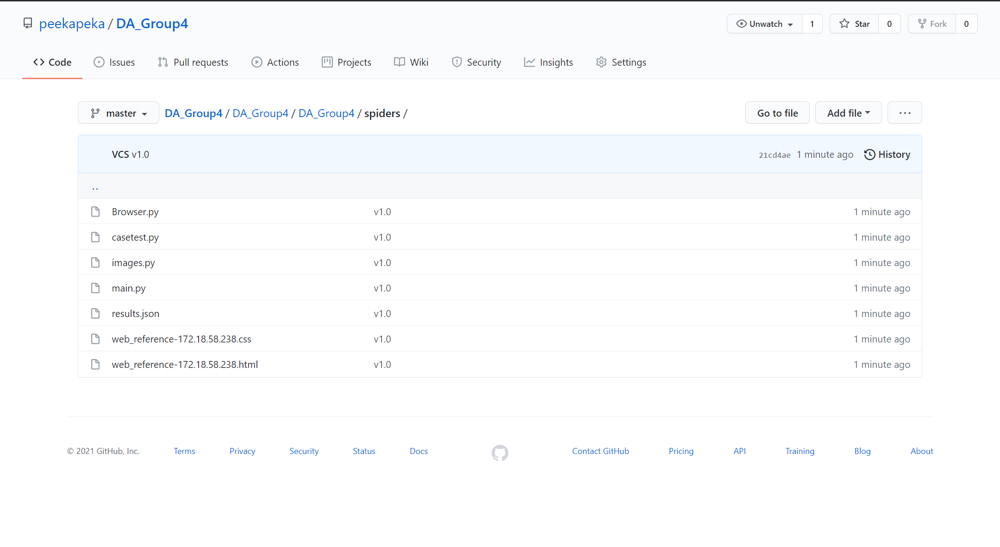 peekapeka / DA_Group4
Unwatch 1 Star 0 Fork 0
Code Issues Pull requests Actions Projects Wiki Security Insights Settings
master DA_Group4 / DA_Group4 / DA_Group4 / spiders /
Go to file Add file ...
VCS v1.0 21cd4ae 1 minute ago History
..
Browser.py v1.0 1 minute ago
casetest.py v1.0 1 minute ago
images.py v1.0 1 minute ago
main.py v1.0 1 minute ago
results.json v1.0 1 minute ago
web_reference-172.18.58.238.css v1.0 1 minute ago
web_reference-172.18.58.238.html v1.0 1 minute ago
© 2021 GitHub, Inc. Terms Privacy Security Status Docs Contact GitHub Pricing API Training Blog About